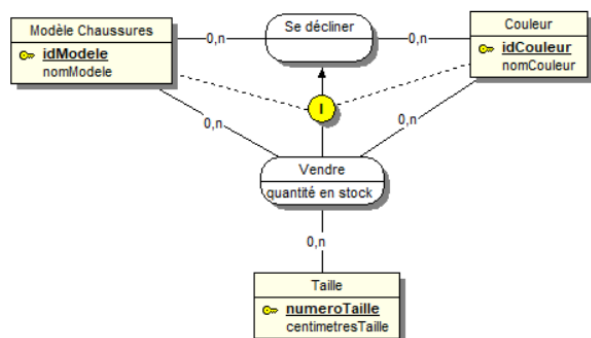 Modèle Chaussures
idModele
nomModele
0,n
Se décliner
0,n
Couleur
idCouleur
nomCouleur
I
0,n
0,n
Vendre
quantité en stock
0,n
Taille
numeroTaille
centimetresTaille